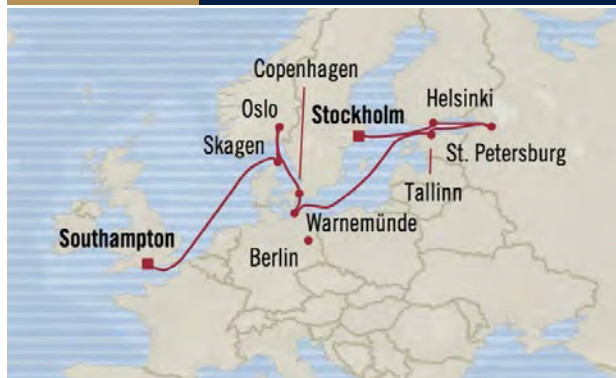 Copenhagen
Oslo
Stockholm
Helsinki
Skagen
St. Petersburg
Tallinn
Warnemünde
Southampton
Berlin